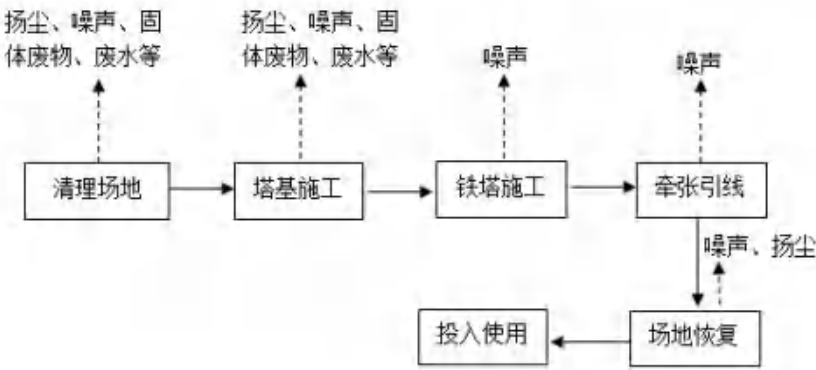 扬尘、噪声、固
体废物、废水等
扬尘、噪声、固
体废物、废水等
噪声
噪声
清理场地
塔基施工
铁塔施工
牵张引线
噪声、扬尘
投入使用
场地恢复